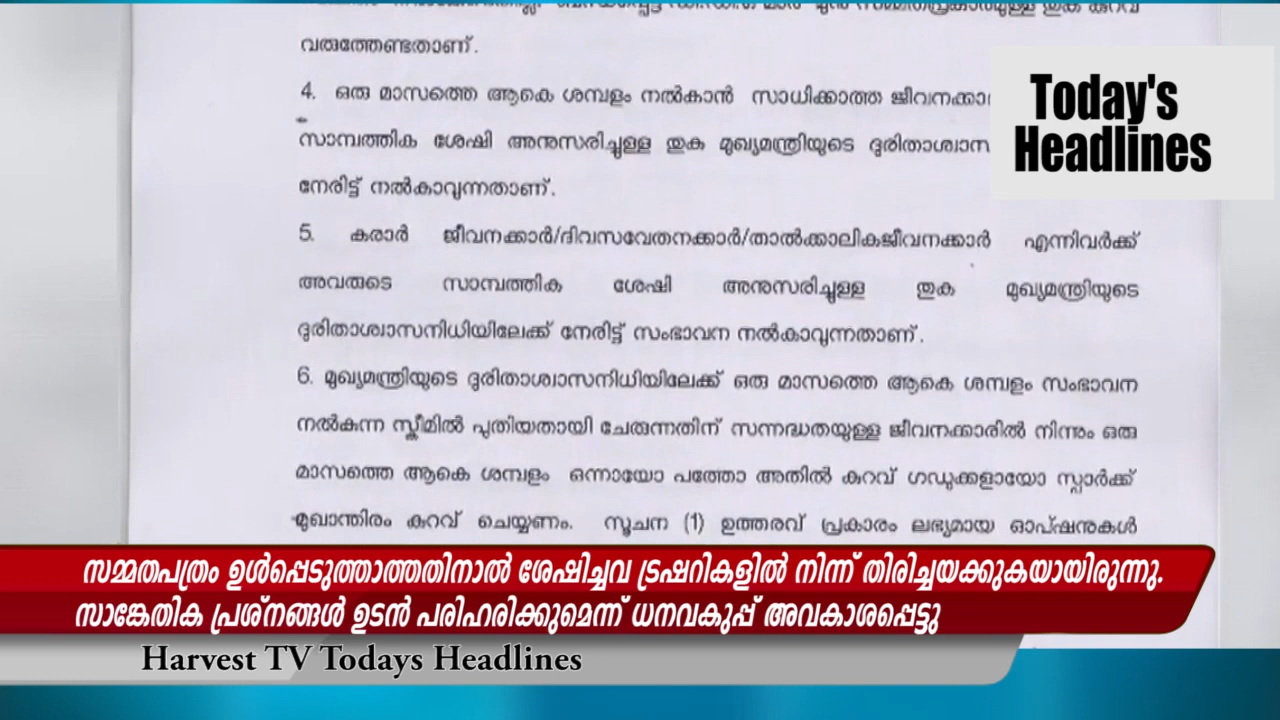 വരുത്തേണ്ടതാണ്.
4. ഒരു മാസത്തെ ആകെ ശമ്പളം നൽകാൻ സാധിക്കാത്ത
സാമ്പത്തിക ശേഷി അനുസരിച്ചുള്ള തുക മുഖ്യമന്ത്രിയുടെ
നേരിട്ട് നൽകാവുന്നതാണ്.
Today's
Headlines
5. കരാർ ജീവനക്കാർ/ദിവസവേതനക്കാർ/താൽക്കാലികജീവനക്കാർ എന്നിവർക്ക്
അവരുടെ സാമ്പത്തിക ശേഷി അനുസരിച്ചുള്ള തുക മുഖ്യമന്ത്രിയുടെ
ദുരിതാശ്വാസനിധിയിലേക്ക് നേരിട്ട് സംഭാവന നൽകാവുന്നതാണ്.
6. മുഖ്യമന്ത്രിയുടെ ദുരിതാശ്വാസനിധിയിലേക്ക് ഒരു മാസത്തെ ആകെ ശമ്പളം സംഭാവന
നൽകുന്ന സ്കീമിൽ പുതിയതായി ചേരുന്നതിന് സന്നദ്ധതയുള്ള ജീവനക്കാരിൽ നിന്നും ഒരു
മാസത്തെ ആകെ ശമ്പളം ഒന്നായോ പത്തോ അതിൽ കുറവ് ഗഡുക്കളായോ സ്പാർക്ക്
മുഖാന്തിരം കുറവ് ചെയ്യണം. സൂചന (1) ഉത്തരവ് പ്രകാരം ലഭ്യമായ ഓപ്ഷനുകൾ
സമ്മതപത്രം ഉൾപ്പെടുത്താത്തതിനാൽ ശേഷിച്ചവ ട്രഷറികളിൽ നിന്ന് തിരിച്ചയക്കുകയായിരുന്നു.
സാങ്കേതിക പ്രശ്നങ്ങൾ ഉടൻ പരിഹരിക്കുമെന്ന് ധനവകുപ്പ് അവകാശപ്പെട്ടു
Harvest TV Todays Headlines